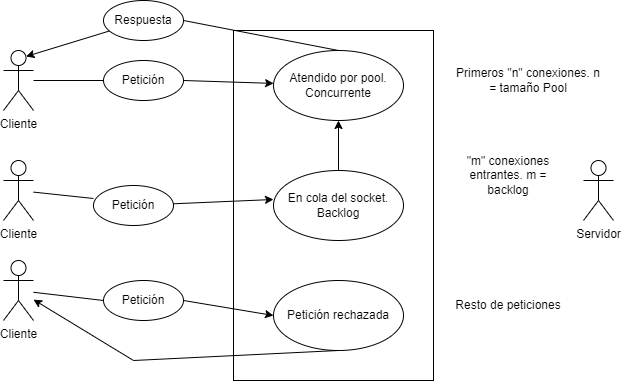 Respuesta
Petición
Atendido por pool.
Concurrente
Primeros "n" conexiones. n
= tamaño Pool
Cliente
"m" conexiones
entrantes. m =
backlog
Petición
En cola del socket.
Backlog
Cliente
Servidor
Petición
Petición rechazada
Resto de peticiones
Cliente